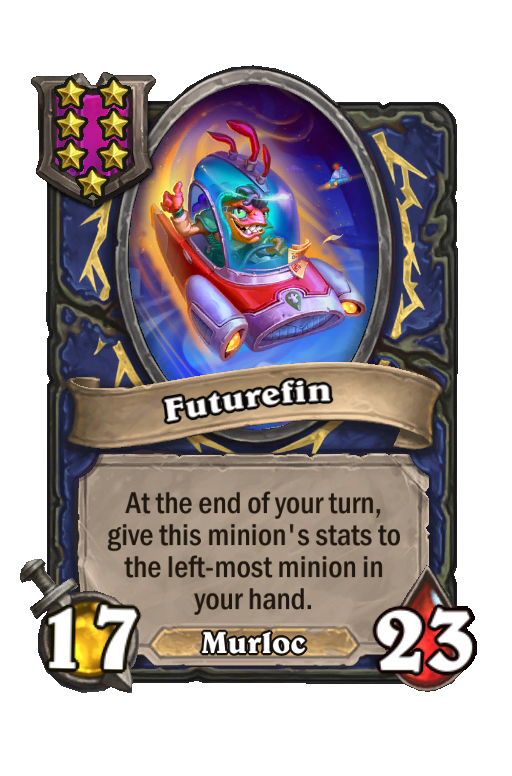 Futurefin
At the end of your turn,
give this minion's stats to
the left-most minion in
your hand.
17
Murloc
23